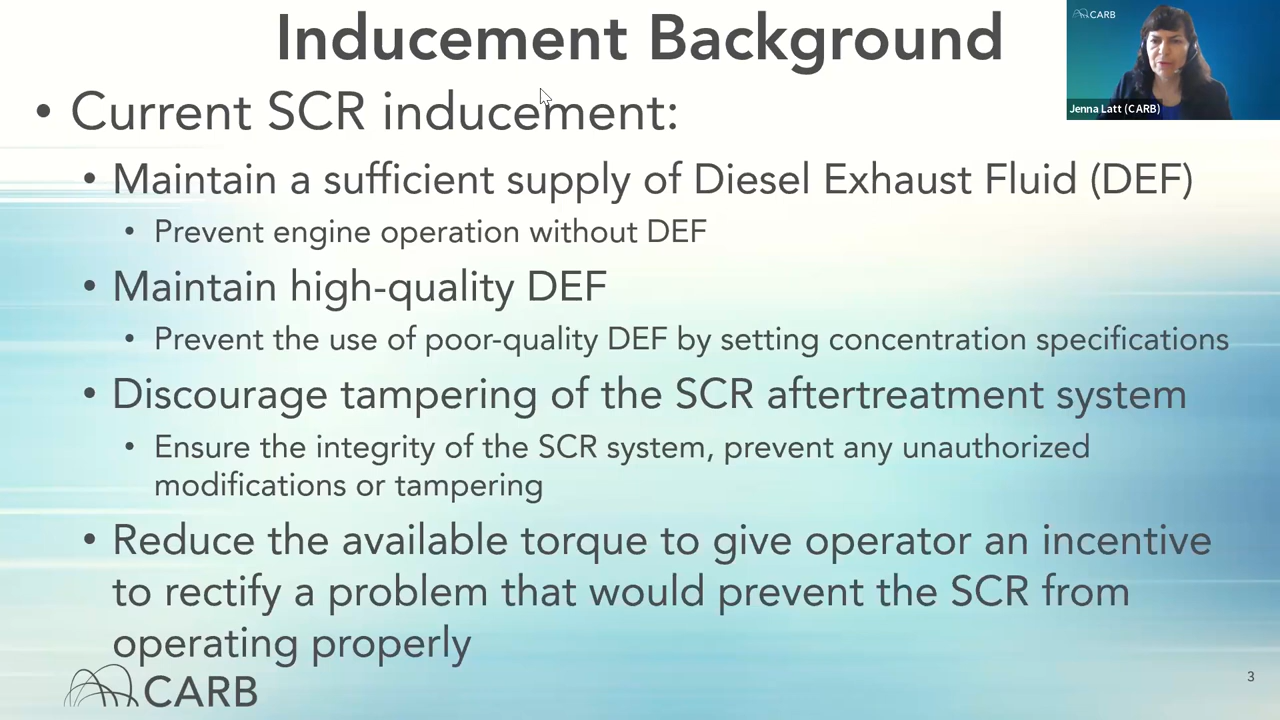 Inducement Background
CARB
Jenna Latt (CARB)
• Current SCR inducement:
• Maintain a sufficient supply of Diesel Exhaust Fluid (DEF)
• Prevent engine operation without DEF
• Maintain high-quality DEF
• Prevent the use of poor-quality DEF by setting concentration specifications
• Discourage tampering of the SCR aftertreatment system
• Ensure the integrity of the SCR system, prevent any unauthorized
modifications or tampering
• Reduce the available torque to give operator an incentive
to rectify a problem that would prevent the SCR from
operating properly
CARB
3